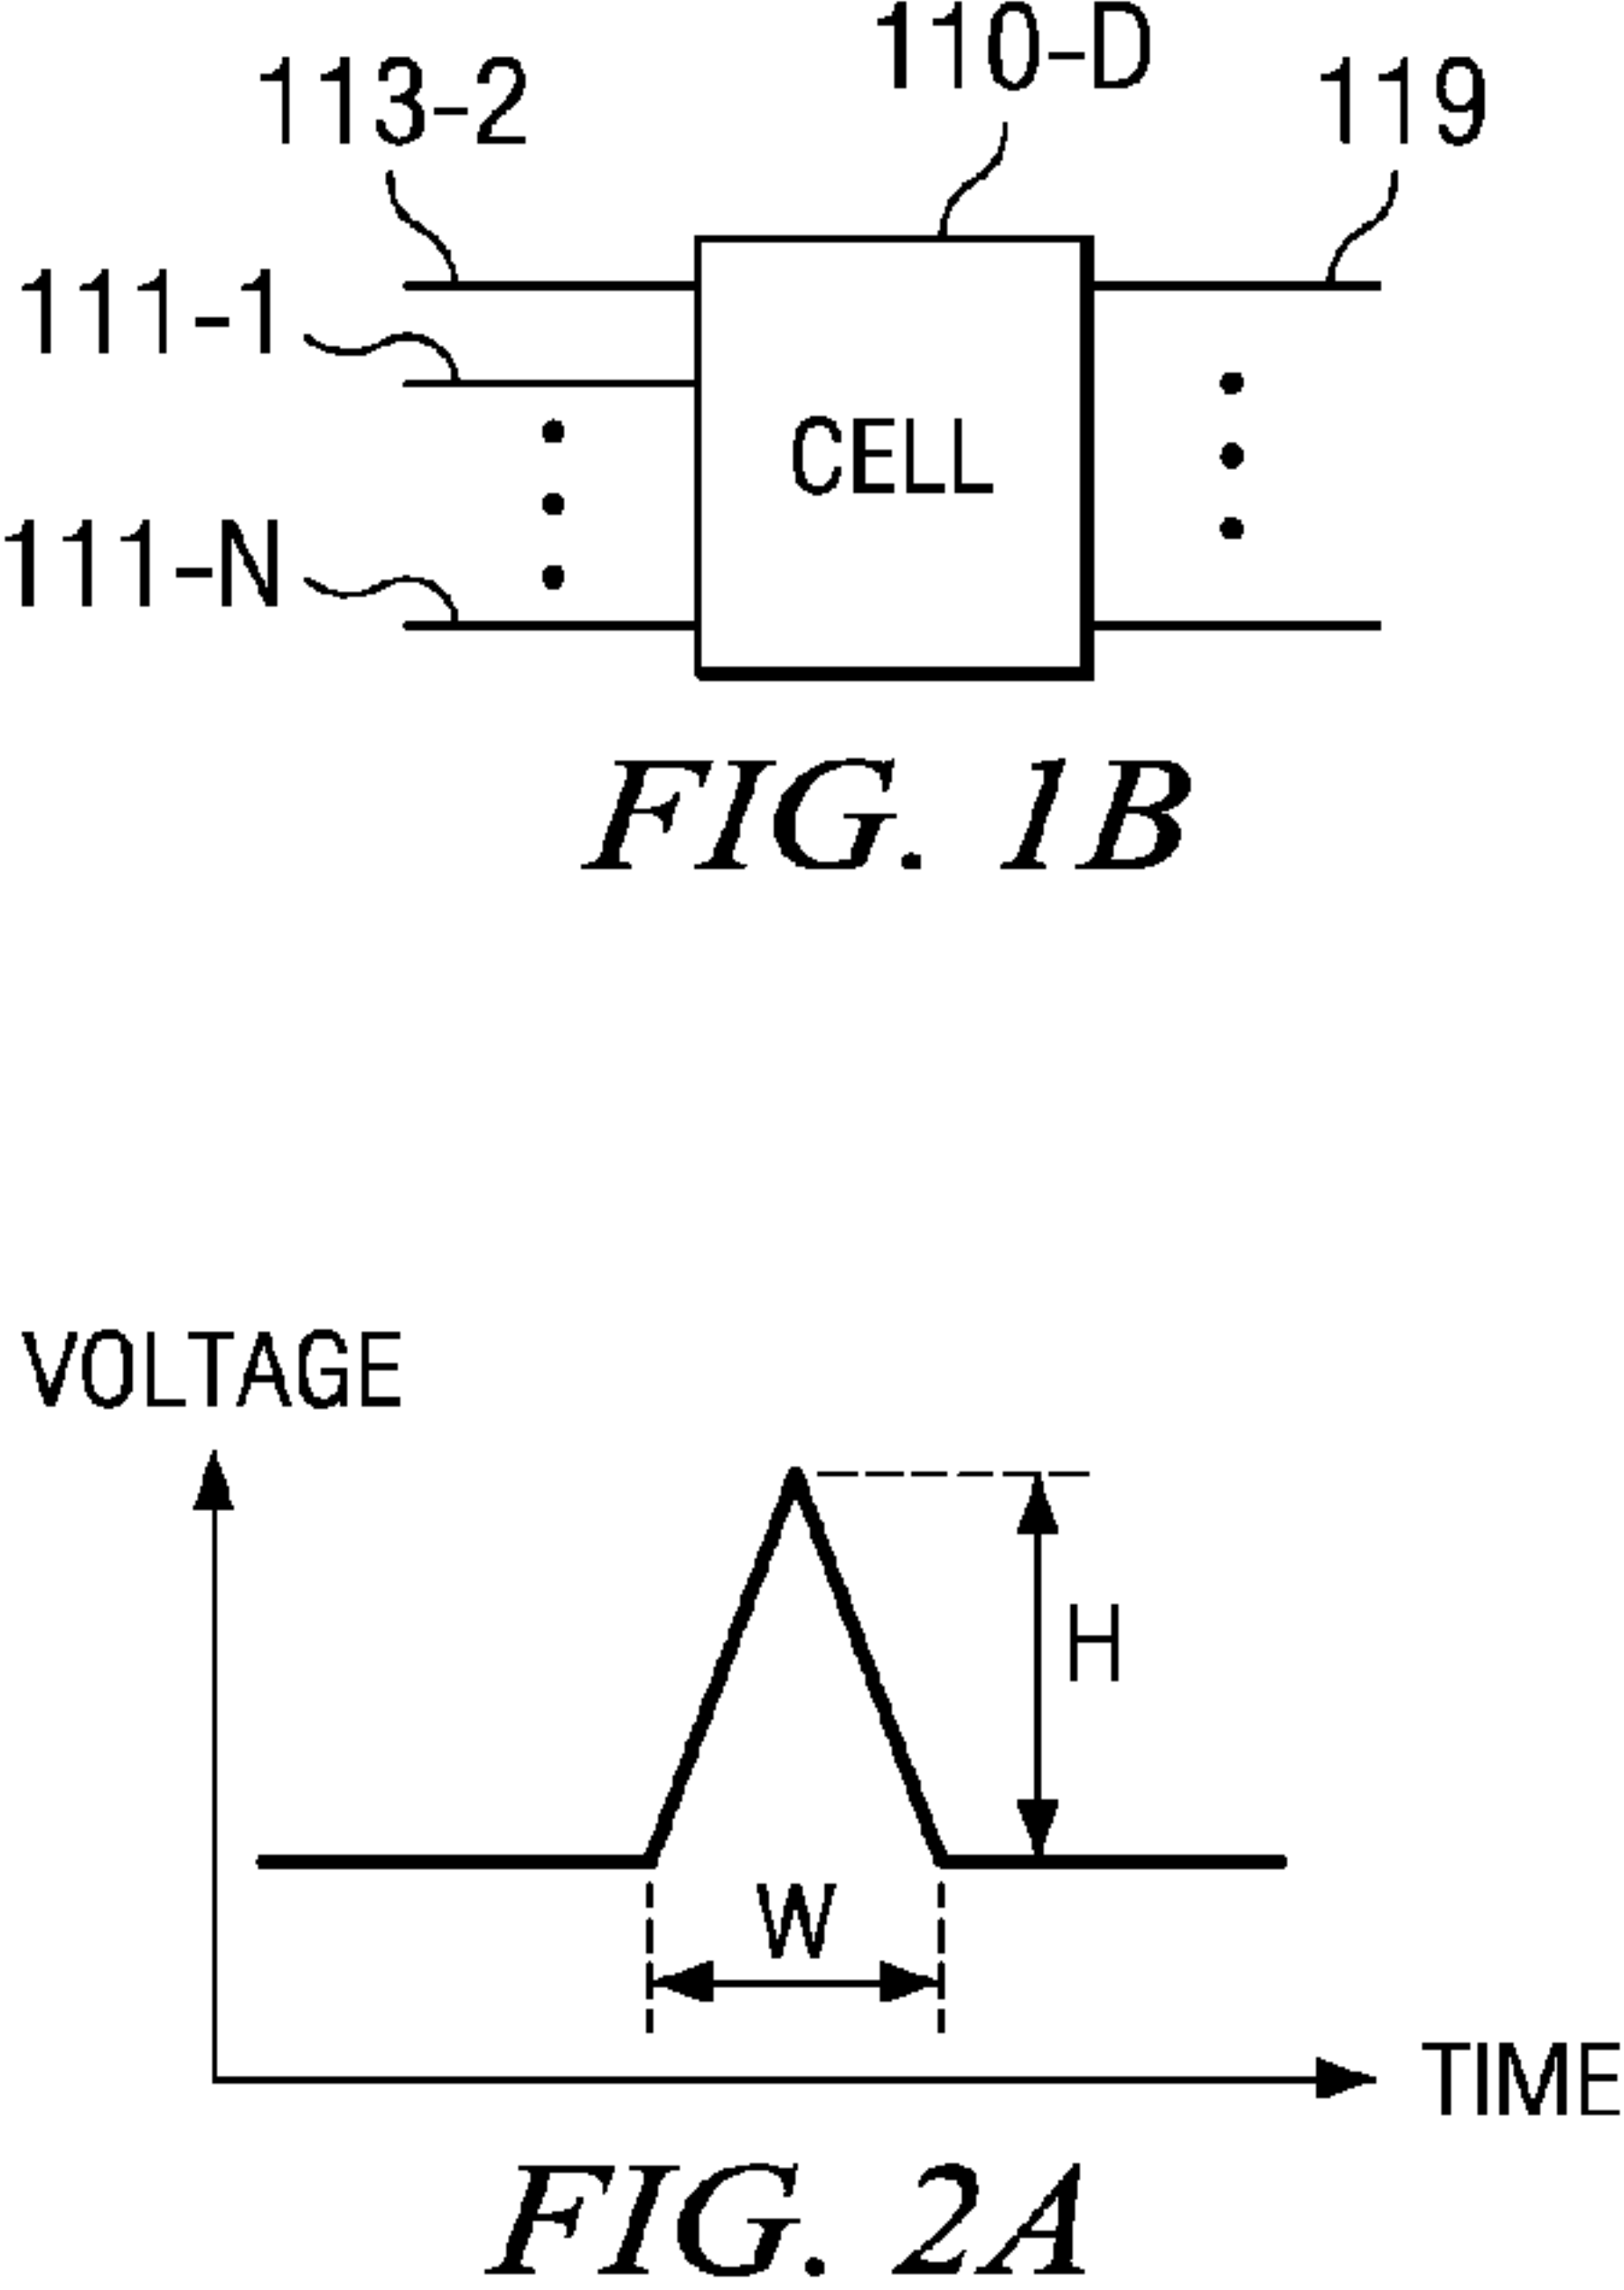 110-D
113-2
119
111-1
CELL
111-N
FIG. 1B
VOLTAGE
H
W
TIME
FIG. 2A